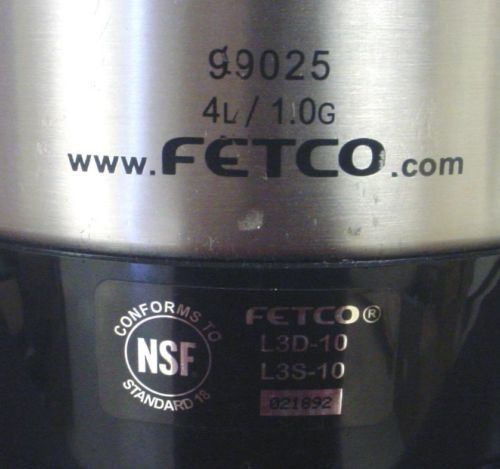 99025
4L / 1.0G
www.FETCO.com
CONFORMS TO
NSF
STANDARD 18
FETCO®
L3D-10
L3S-10
021892